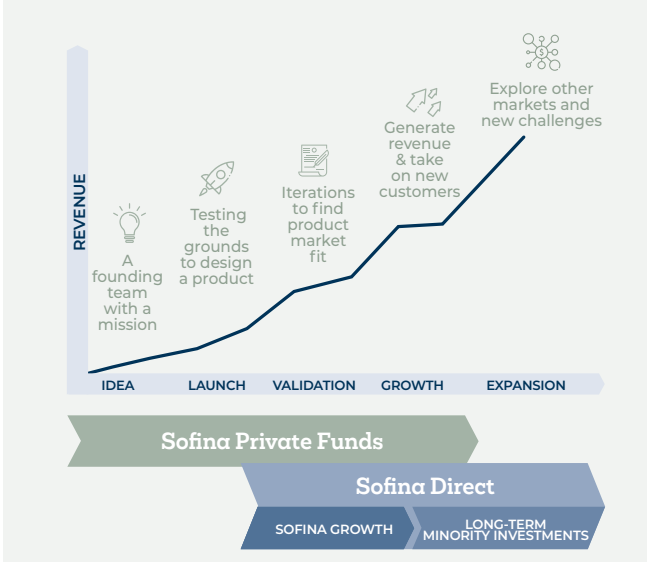 Explore other
markets and
new challenges
Generate
revenue
& take
on new
customers
Iterations
to find
product
market
fit
Testing
the
grounds
to design
a product
A
founding
team
with a
mission
REVENUE
IDEA
LAUNCH
VALIDATION
GROWTH
EXPANSION
Sofina Private Funds
Sofina Direct
SOFINA GROWTH
LONG-TERM
MINORITY INVESTMENTS
$